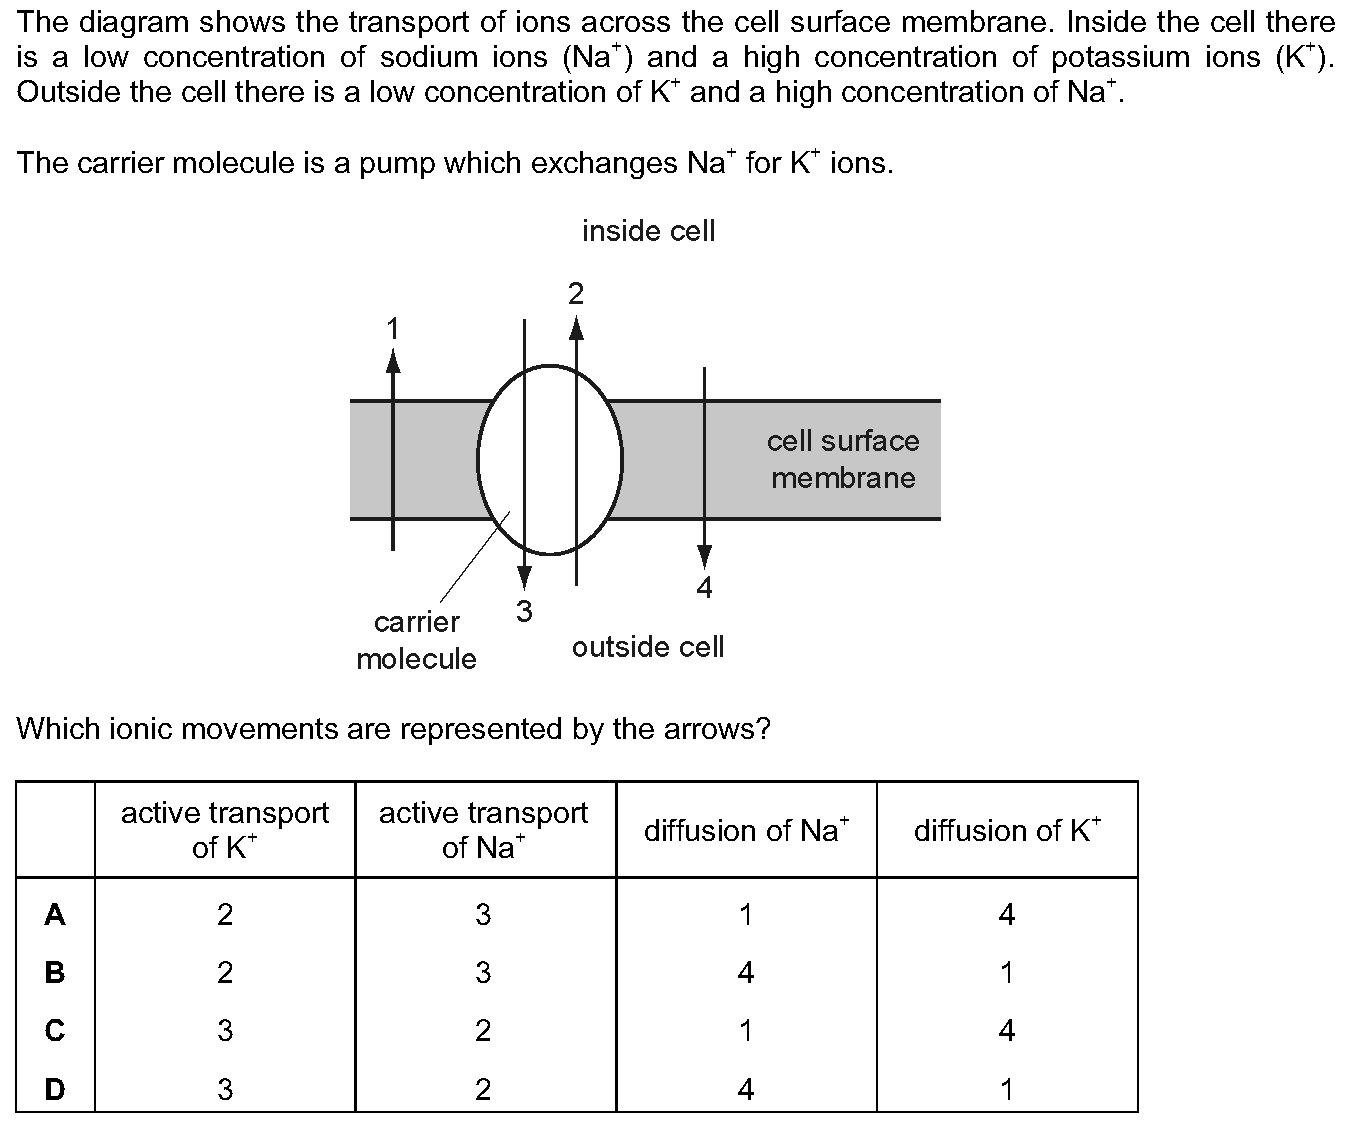 The diagram shows the transport of ions across the cell surface membrane. Inside the cell there
is a low concentration of sodium ions (Na⁺) and a high concentration of potassium ions (K⁺).
Outside the cell there is a low concentration of K⁺ and a high concentration of Na⁺.
The carrier molecule is a pump which exchanges Na⁺ for K⁺ ions.
inside cell
2
1
cell surface
membrane
4
3
carrier
molecule
outside cell
Which ionic movements are represented by the arrows?
active transport of K⁺ active transport of Na⁺ diffusion of Na⁺ diffusion of K⁺
A 2 3 1 4
B 2 3 4 1
C 3 2 1 4
D 3 2 4 1